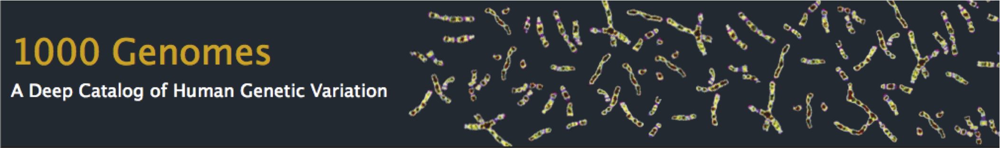 1000 Genomes
A Deep Catalog of Human Genetic Variation